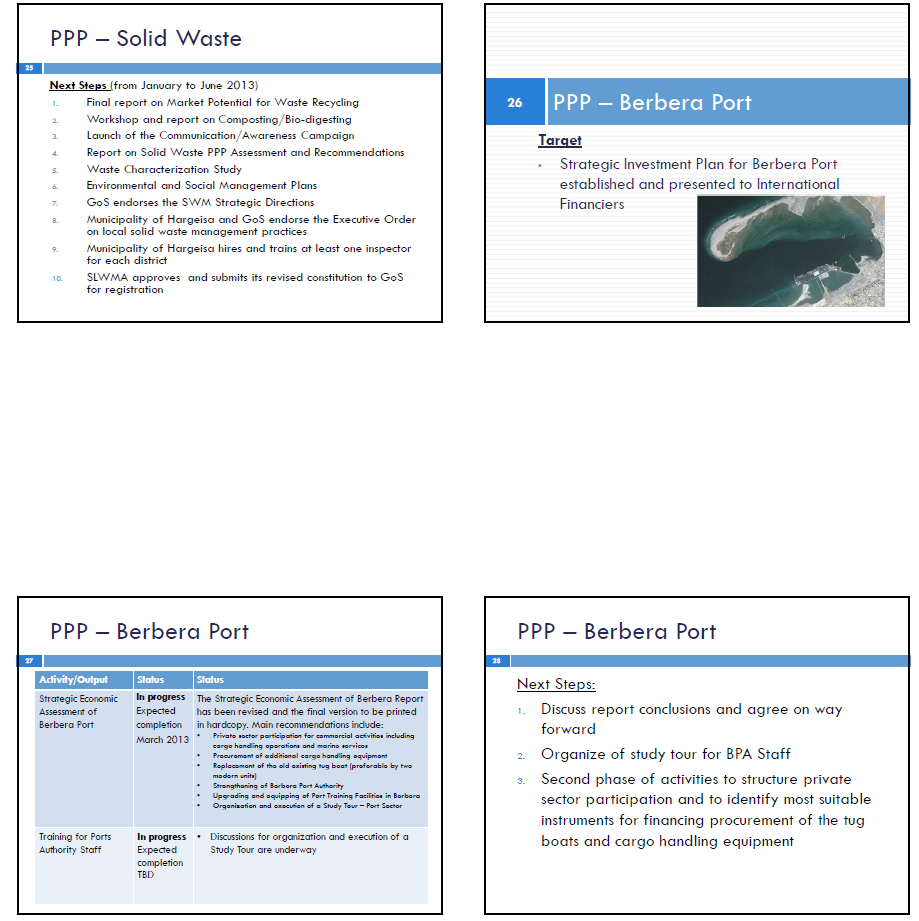 PPP – Solid Waste
25
Next Steps (from January to June 2013)
1. Final report on Market Potential for Waste Recycling
2. Workshop and report on Composting/Bio-digesting
3. Launch of the Communication/Awareness Campaign
4. Report on Solid Waste PPP Assessment and Recommendations
5. Waste Characterization Study
6. Environmental and Social Management Plans
7. GoS endorses the SWM Strategic Directions
8. Municipality of Hargeisa and GoS endorse the Executive Order
on local solid waste management practices
9. Municipality of Hargeisa hires and trains at least one inspector
for each district
10. SLWMA approves and submits its revised constitution to GoS
for registration
26 PPP – Berbera Port
Target
• Strategic Investment Plan for Berbera Port
established and presented to International
Financiers
PPP – Berbera Port
27
Activity/Output Status Status
Strategic Economic
Assessment of
Berbera Port
In progress
Expected
completion
March 2013
The Strategic Economic Assessment of Berbera Report
has been revised and the final version to be printed
in hardcopy. Main recommendations include:
• Private sector participation for commercial activities including
cargo handling operations and marine services
• Procurement of additional cargo handling equipment
• Replacement of the old existing tug boat (preferable by two
modern units)
• Strengthening of Berbera Port Authority
• Upgrading and equipping of Port Training Facilities in Berbera
• Organization and execution of a Study Tour – Port Sector
Training for Ports
Authority Staff
In progress
Expected
completion
TBD
• Discussions for organization and execution of a
Study Tour are underway
PPP – Berbera Port
28
Next Steps:
1. Discuss report conclusions and agree on way
forward
2. Organize of study tour for BPA Staff
3. Second phase of activities to structure private
sector participation and to identify most suitable
instruments for financing procurement of the tug
boats and cargo handling equipment